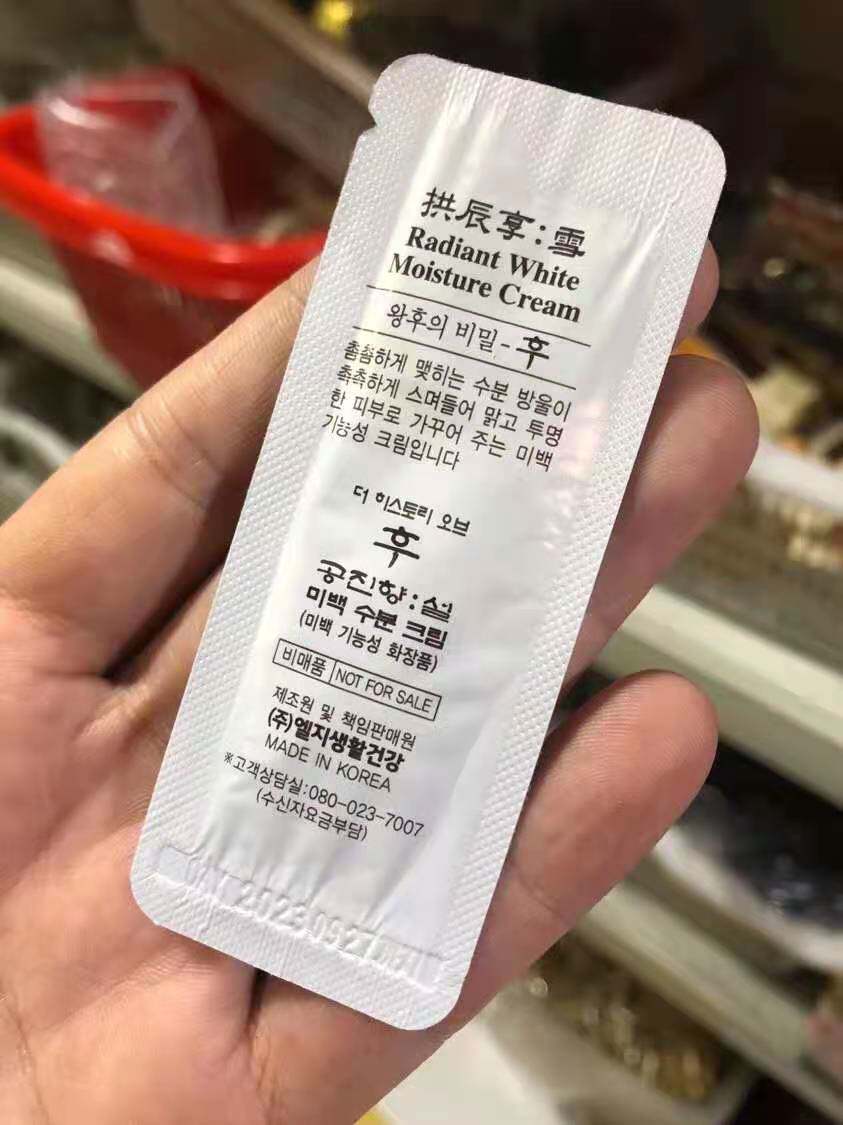 拱辰享:雪
Radiant White
Moisture Cream
왕후의 비밀-후
촘촘하게 맺히는 수분 방울이
촉촉하게 스며들어 맑고 투명
한 피부로 가꾸어 주는 미백
기능성 크림입니다
더 히스토리 오브
후
공진향:설
미백 수분 크림
(미백 기능성 화장품)
비매품 NOT FOR SALE
제조원 및 책임판매원
(주)엘지생활건강
MADE IN KOREA
※고객상담실:080-023-7007
(수신자요금부담)